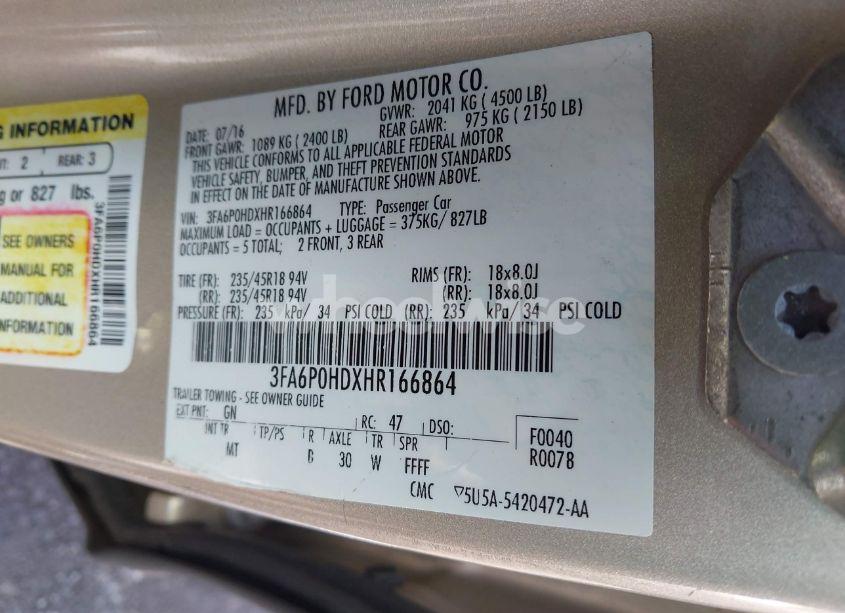 G INFORMATION
T: 2 REAR: 3
g or 827 lbs.
SEE OWNERS
MANUAL FOR
ADDITIONAL
INFORMATION
3FA6P0HDXHR166864
MFD. BY FORD MOTOR CO.
DATE: 07/16 GVWR: 2041 KG ( 4500 LB)
FRONT GAWR: 1089 KG ( 2400 LB) REAR GAWR: 975 KG ( 2150 LB)
THIS VEHICLE CONFORMS TO ALL APPLICABLE FEDERAL MOTOR
VEHICLE SAFETY, BUMPER, AND THEFT PREVENTION STANDARDS
IN EFFECT ON THE DATE OF MANUFACTURE SHOWN ABOVE.
VIN: 3FA6P0HDXHR166864 TYPE: Passenger Car
MAXIMUM LOAD = OCCUPANTS + LUGGAGE = 375KG/ 827LB
OCCUPANTS = 5 TOTAL; 2 FRONT, 3 REAR
TIRE (FR): 235/45R18 94V RIMS (FR): 18x8.0J
(RR): 235/45R18 94V (RR): 18x8.0J
PRESSURE (FR): 235 kPa/ 34 PSI COLD (RR): 235 kPa/ 34 PSI COLD
wheelwise
3FA6P0HDXHR166864
TRAILER TOWING - SEE OWNER GUIDE
EXT PNT: GN RC: 47 DSO:
INT TR TP/PS R AXLE TR SPR
MT B 30 W FFFF
F0040
R0078
CMC ▽5U5A-5420472-AA